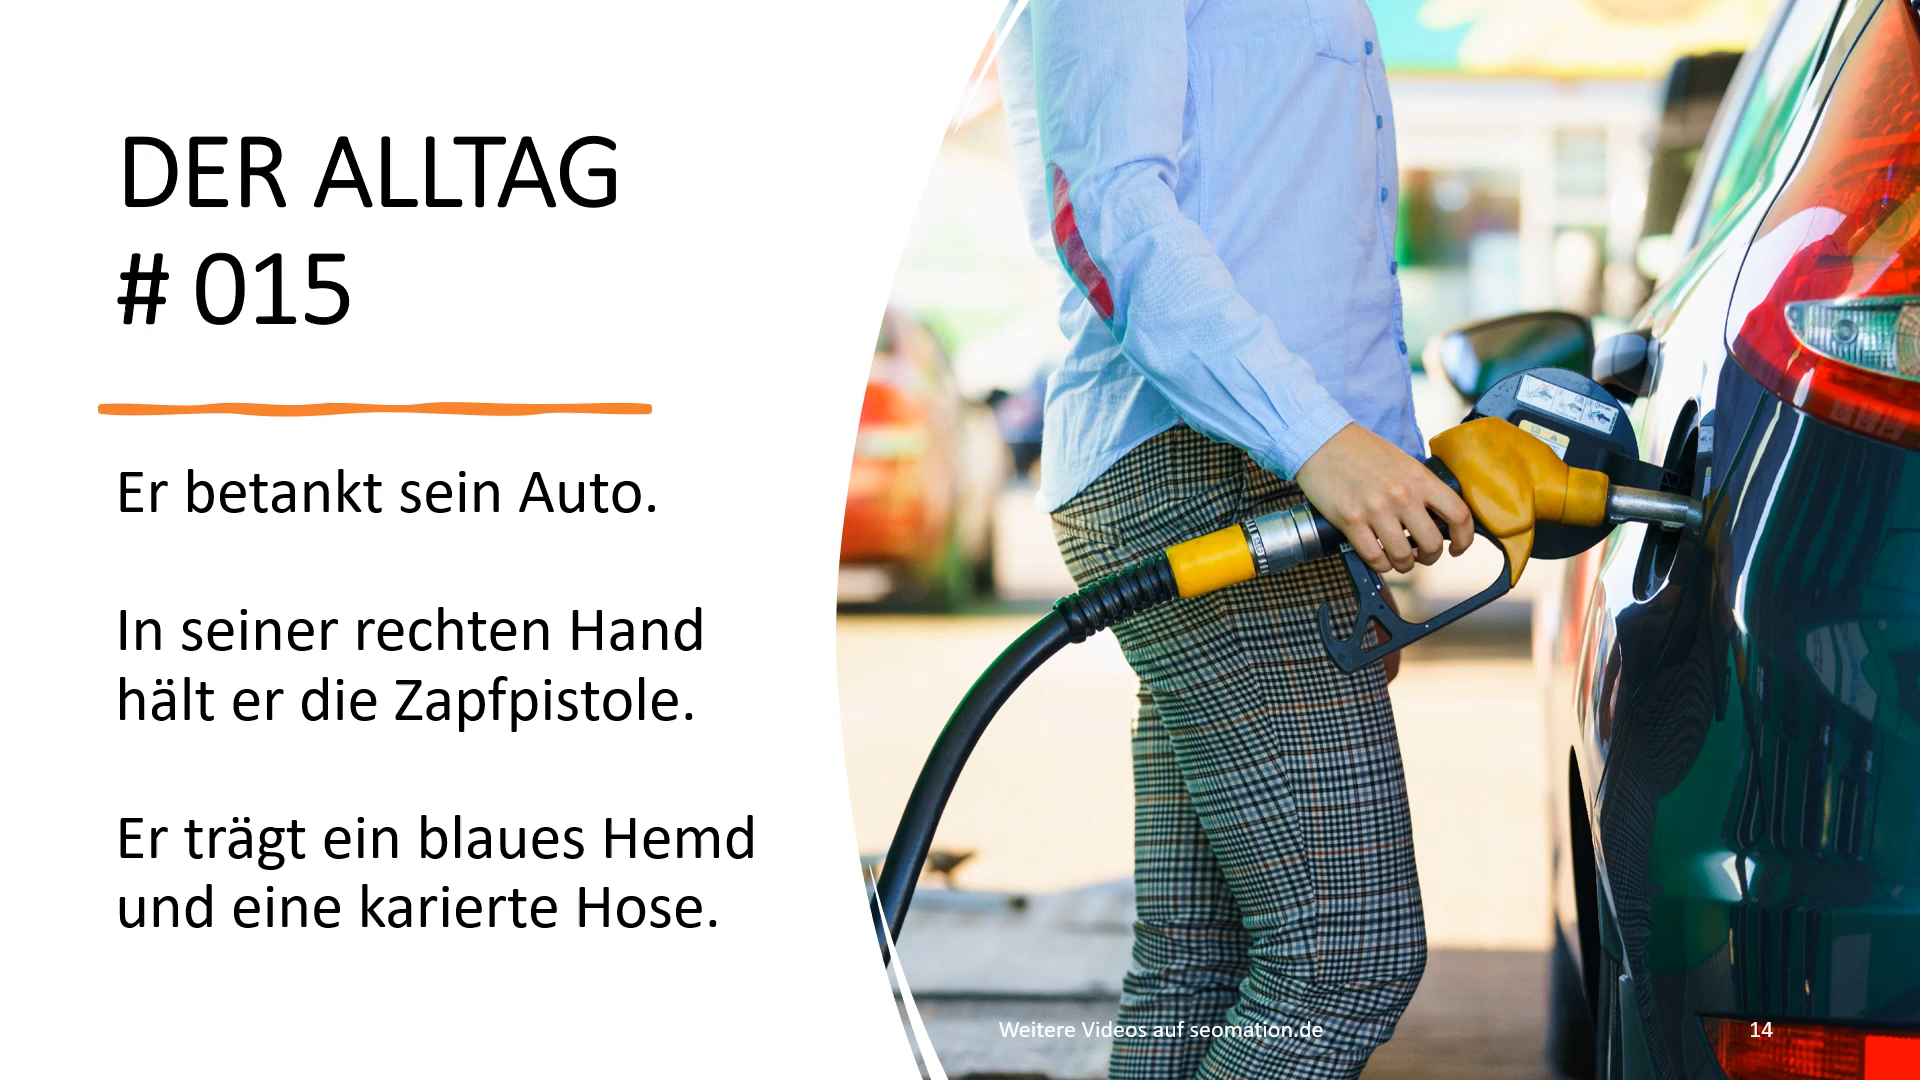 DER ALLTAG
# 015
Er betankt sein Auto.
In seiner rechten Hand
hält er die Zapfpistole.
Er trägt ein blaues Hemd
und eine karierte Hose.
Weitere Videos auf seomation.de
14